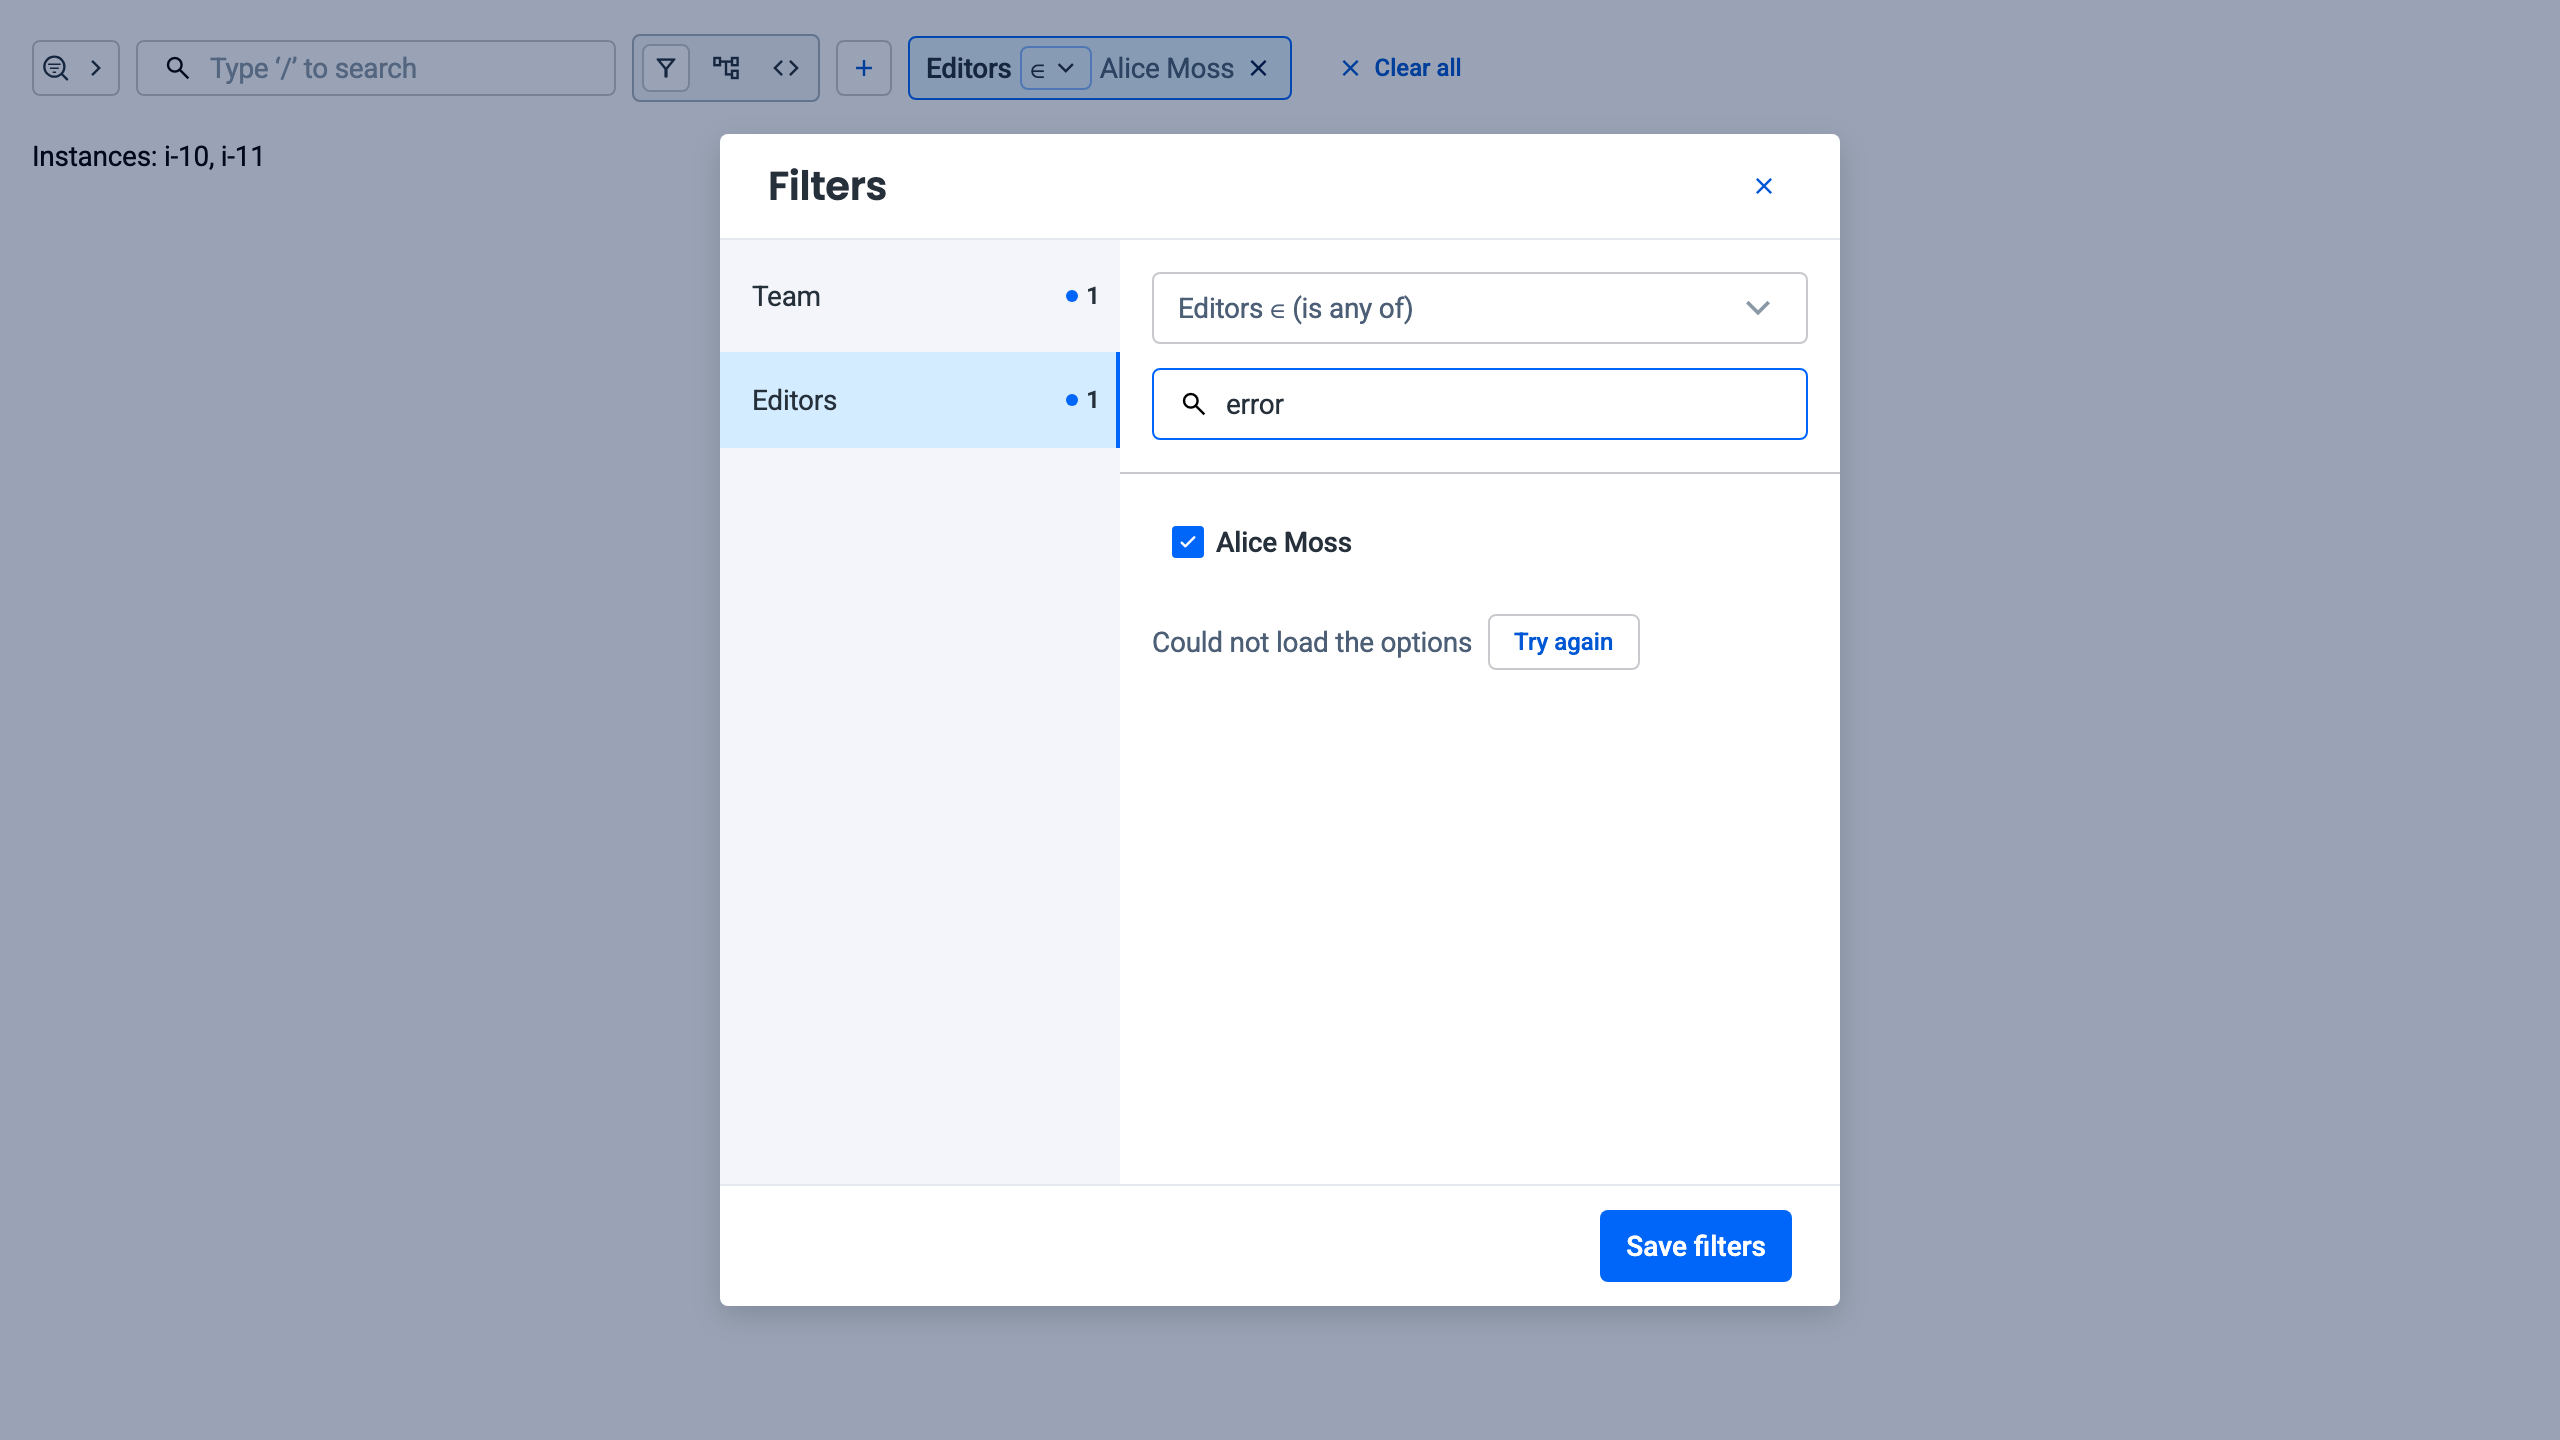 Type ‘/’ to search
Editors ∈ Alice Moss
Clear all
Instances: i-10, i-11
Filters
Team 1
Editors 1
Editors ∈ (is any of)
error
Alice Moss
Could not load the options Try again
Save filters